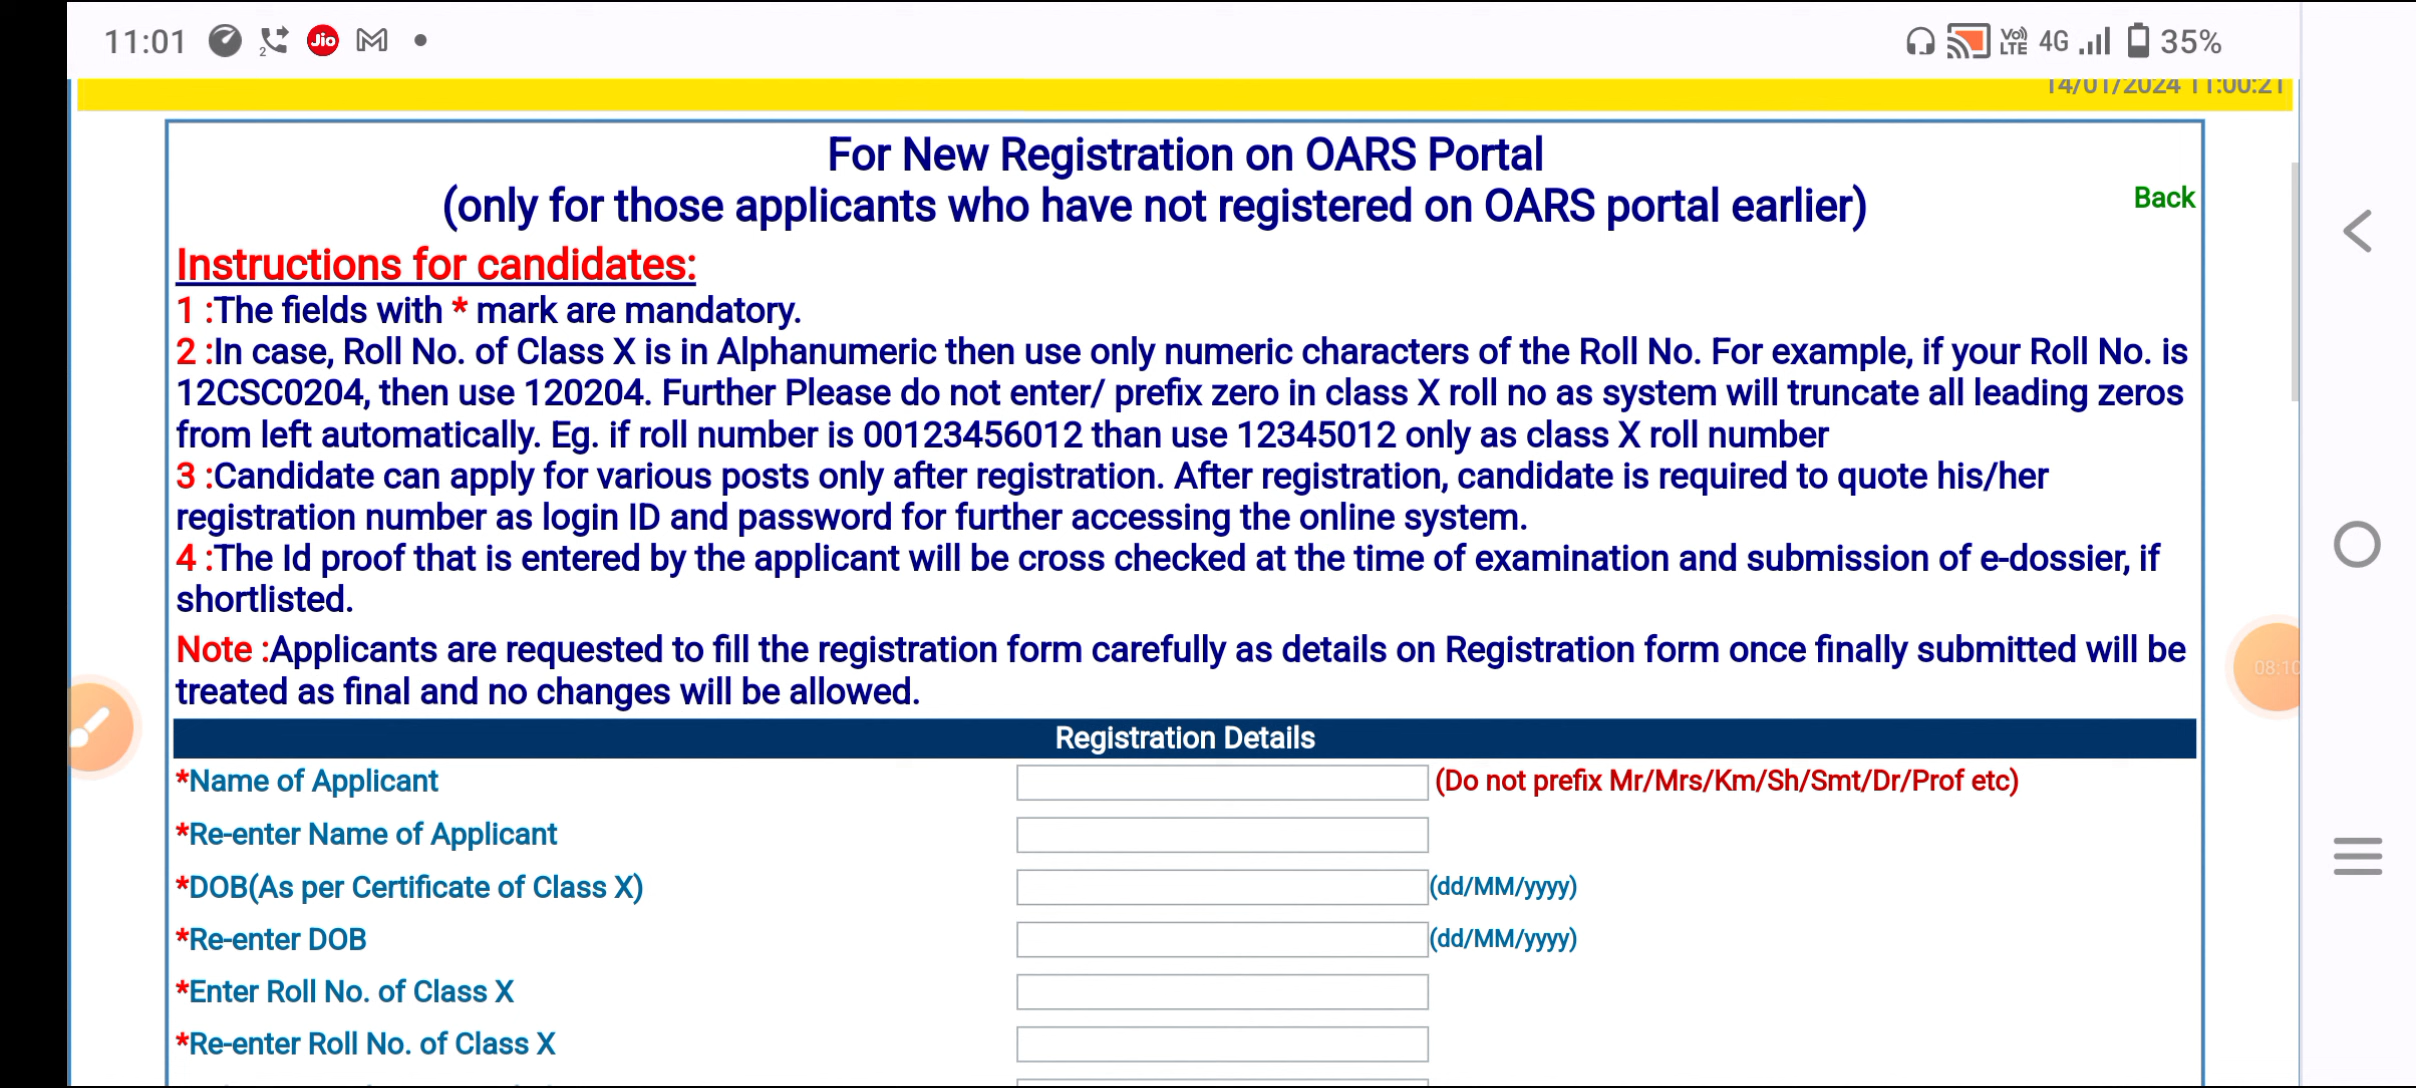 11:01 2 Jio Vo) LTE 4G 35%
14/01/2024 11:00:21
For New Registration on OARS Portal
(only for those applicants who have not registered on OARS portal earlier)
Back
Instructions for candidates:
1 :The fields with * mark are mandatory.
2 :In case, Roll No. of Class X is in Alphanumeric then use only numeric characters of the Roll No. For example, if your Roll No. is
12CSC0204, then use 120204. Further Please do not enter/ prefix zero in class X roll no as system will truncate all leading zeros
from left automatically. Eg. if roll number is 00123456012 than use 12345012 only as class X roll number
3 :Candidate can apply for various posts only after registration. After registration, candidate is required to quote his/her
registration number as login ID and password for further accessing the online system.
4 :The Id proof that is entered by the applicant will be cross checked at the time of examination and submission of e-dossier, if
shortlisted.
Note :Applicants are requested to fill the registration form carefully as details on Registration form once finally submitted will be
treated as final and no changes will be allowed.
08:10
Registration Details
*Name of Applicant (Do not prefix Mr/Mrs/Km/Sh/Smt/Dr/Prof etc)
*Re-enter Name of Applicant
*DOB(As per Certificate of Class X) (dd/MM/yyyy)
*Re-enter DOB (dd/MM/yyyy)
*Enter Roll No. of Class X
*Re-enter Roll No. of Class X